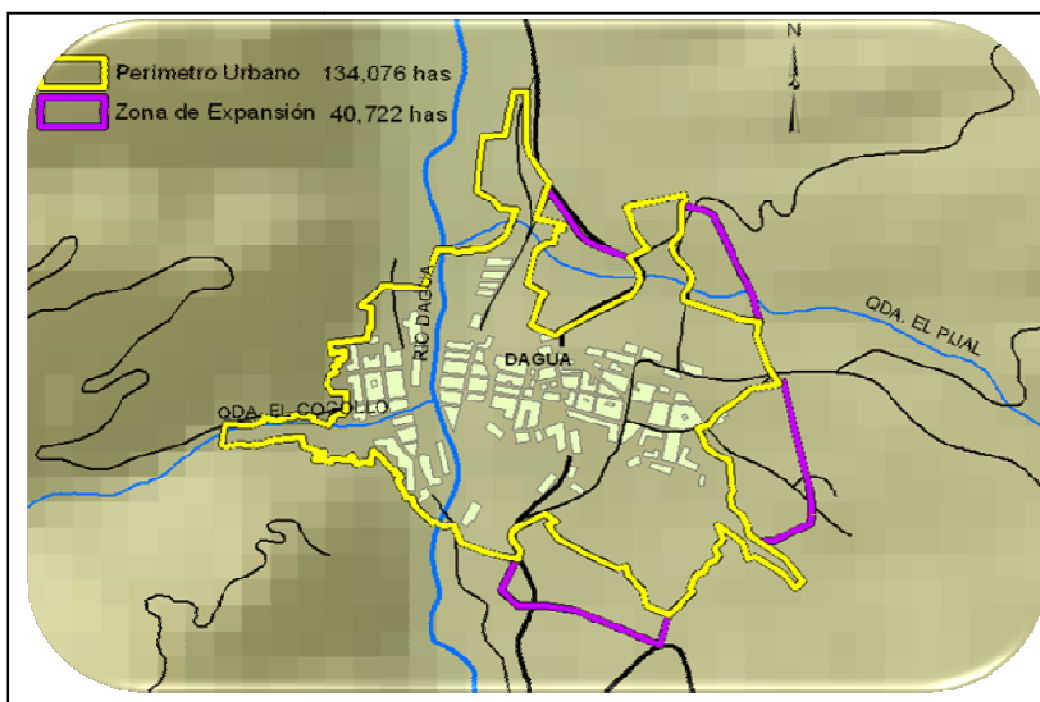 N
Perímetro Urbano 134,076 has
Zona de Expansión 40,722 has
RIO DAGUA
QDA. EL PIJAL
DAGUA
QDA. EL COGOLLO